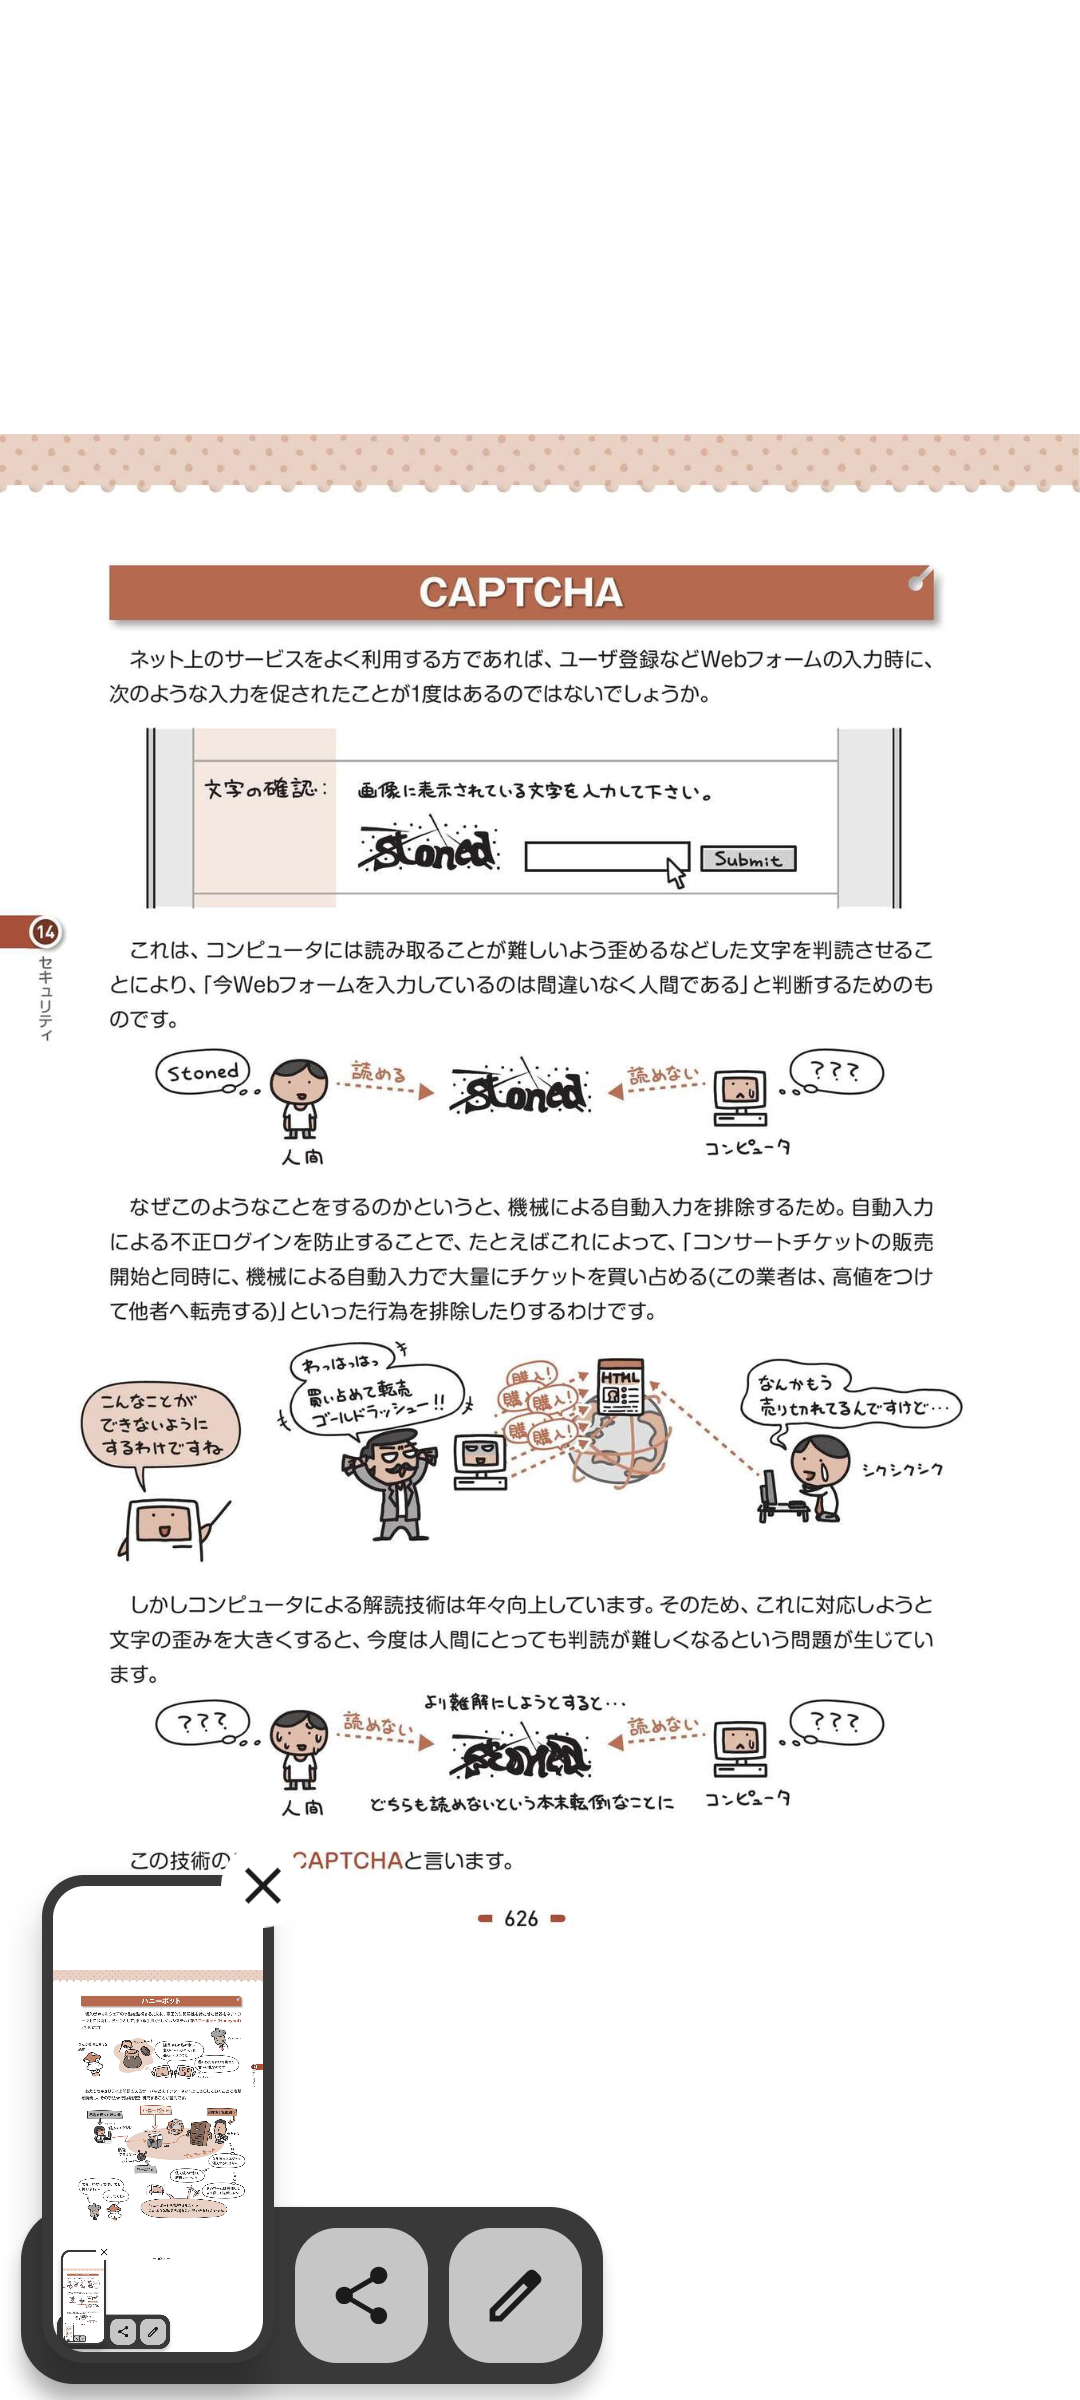 CAPTCHA
ネット上のサービスをよく利用する方であれば、ユーザ登録などWebフォームの入力時に、
次のような入力を促されたことが1度はあるのではないでしょうか。
文字の確認:
画像に表示されている文字を入力して下さい。
Stoned
Submit
14
セキュリティ
これは、コンピュータには読み取ることが難しいよう歪めるなどした文字を判読させるこ
とにより、「今Webフォームを入力しているのは間違いなく人間である」と判断するためのも
のです。
Stoned
読める
Stoned
読めない
???
人間
コンピュータ
なぜこのようなことをするのかというと、機械による自動入力を排除するため。自動入力
による不正ログインを防止することで、たとえばこれによって、「コンサートチケットの販売
開始と同時に、機械による自動入力で大量にチケットを買い占める(この業者は、高値をつけ
て他者へ転売する)」といった行為を排除したりするわけです。
こんなことが
できないように
するわけですね
わっはっはっ
買い占めて転売
ゴールドラッシュー!!
購入!
購
購入!
購
購入!
HTML
なんかもう
売り切れてるんですけど…
シクシクシク
しかしコンピュータによる解読技術は年々向上しています。そのため、これに対応しようと
文字の歪みを大きくすると、今度は人間にとっても判読が難しくなるという問題が生じてい
ます。
より難解にしようとすると…
???
読めない
Stoned
読めない
???
人間
どちらも読めないという本末転倒なことに
コンピュータ
この技術の
CAPTCHAと言います。
626
ハニーポット